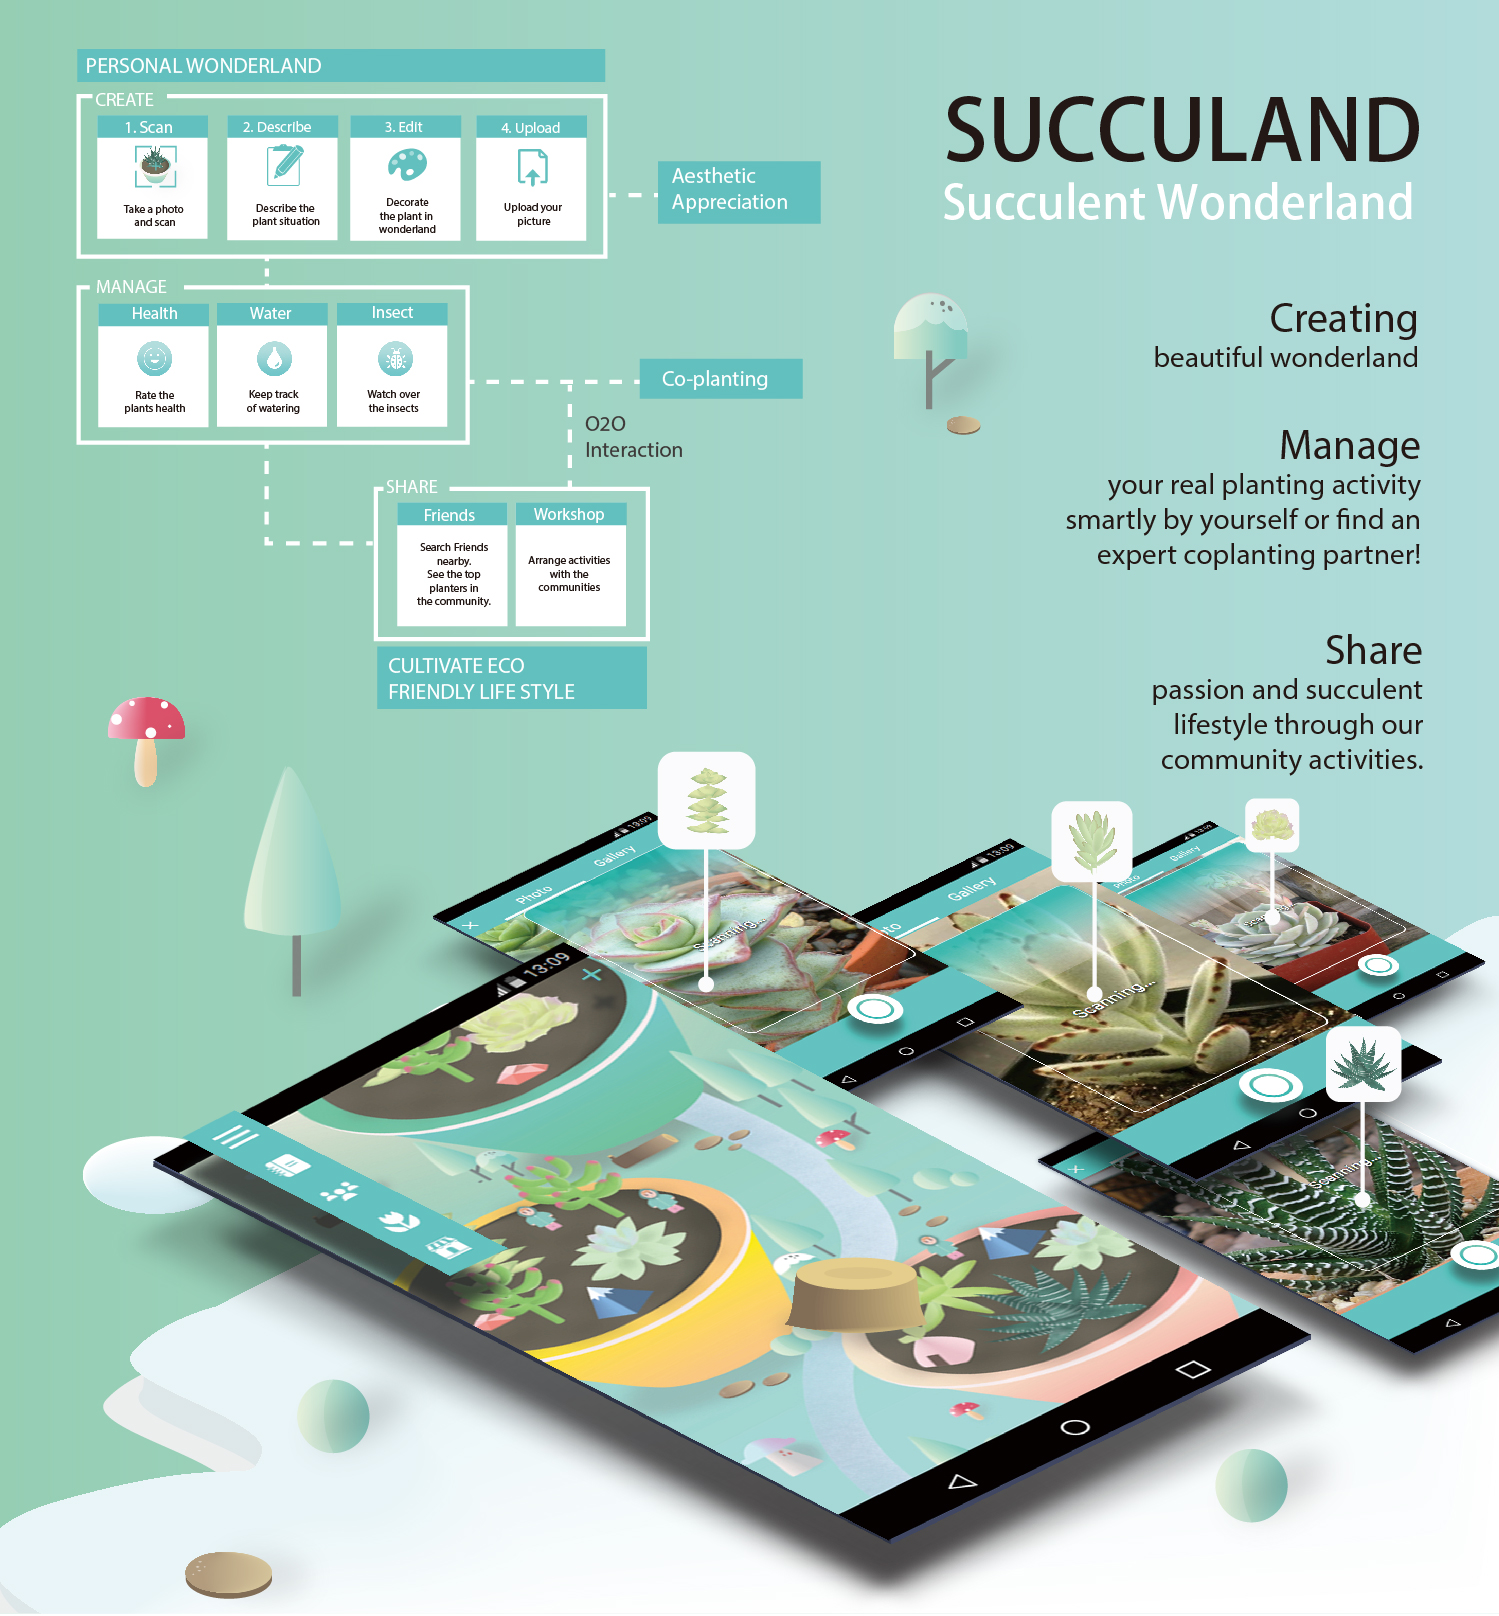 PERSONAL WONDERLAND
CREATE
1. Scan
Take a photo
and scan
2. Describe
Describe the
plant situation
3. Edit
Decorate
the plant in
wonderland
4. Upload
Upload your
picture
Aesthetic
Appreciation
MANAGE
Health
Rate the
plants health
Water
Keep track
of watering
Insect
Watch over
the insects
Co-planting
O2O
Interaction
SHARE
Friends
Search Friends
nearby.
See the top
planters in
the community.
Workshop
Arrange activities
with the
communities
CULTIVATE ECO
FRIENDLY LIFE STYLE
SUCCULAND
Succulent Wonderland
Creating
beautiful wonderland
Manage
your real planting activity
smartly by yourself or find an
expert coplanting partner!
Share
passion and succulent
lifestyle through our
community activities.
13:09
Photo
Gallery
Scanning...
13:09
oto
Gallery
Scanning...
13:09
Photo
Gallery
Scanning...
13:09